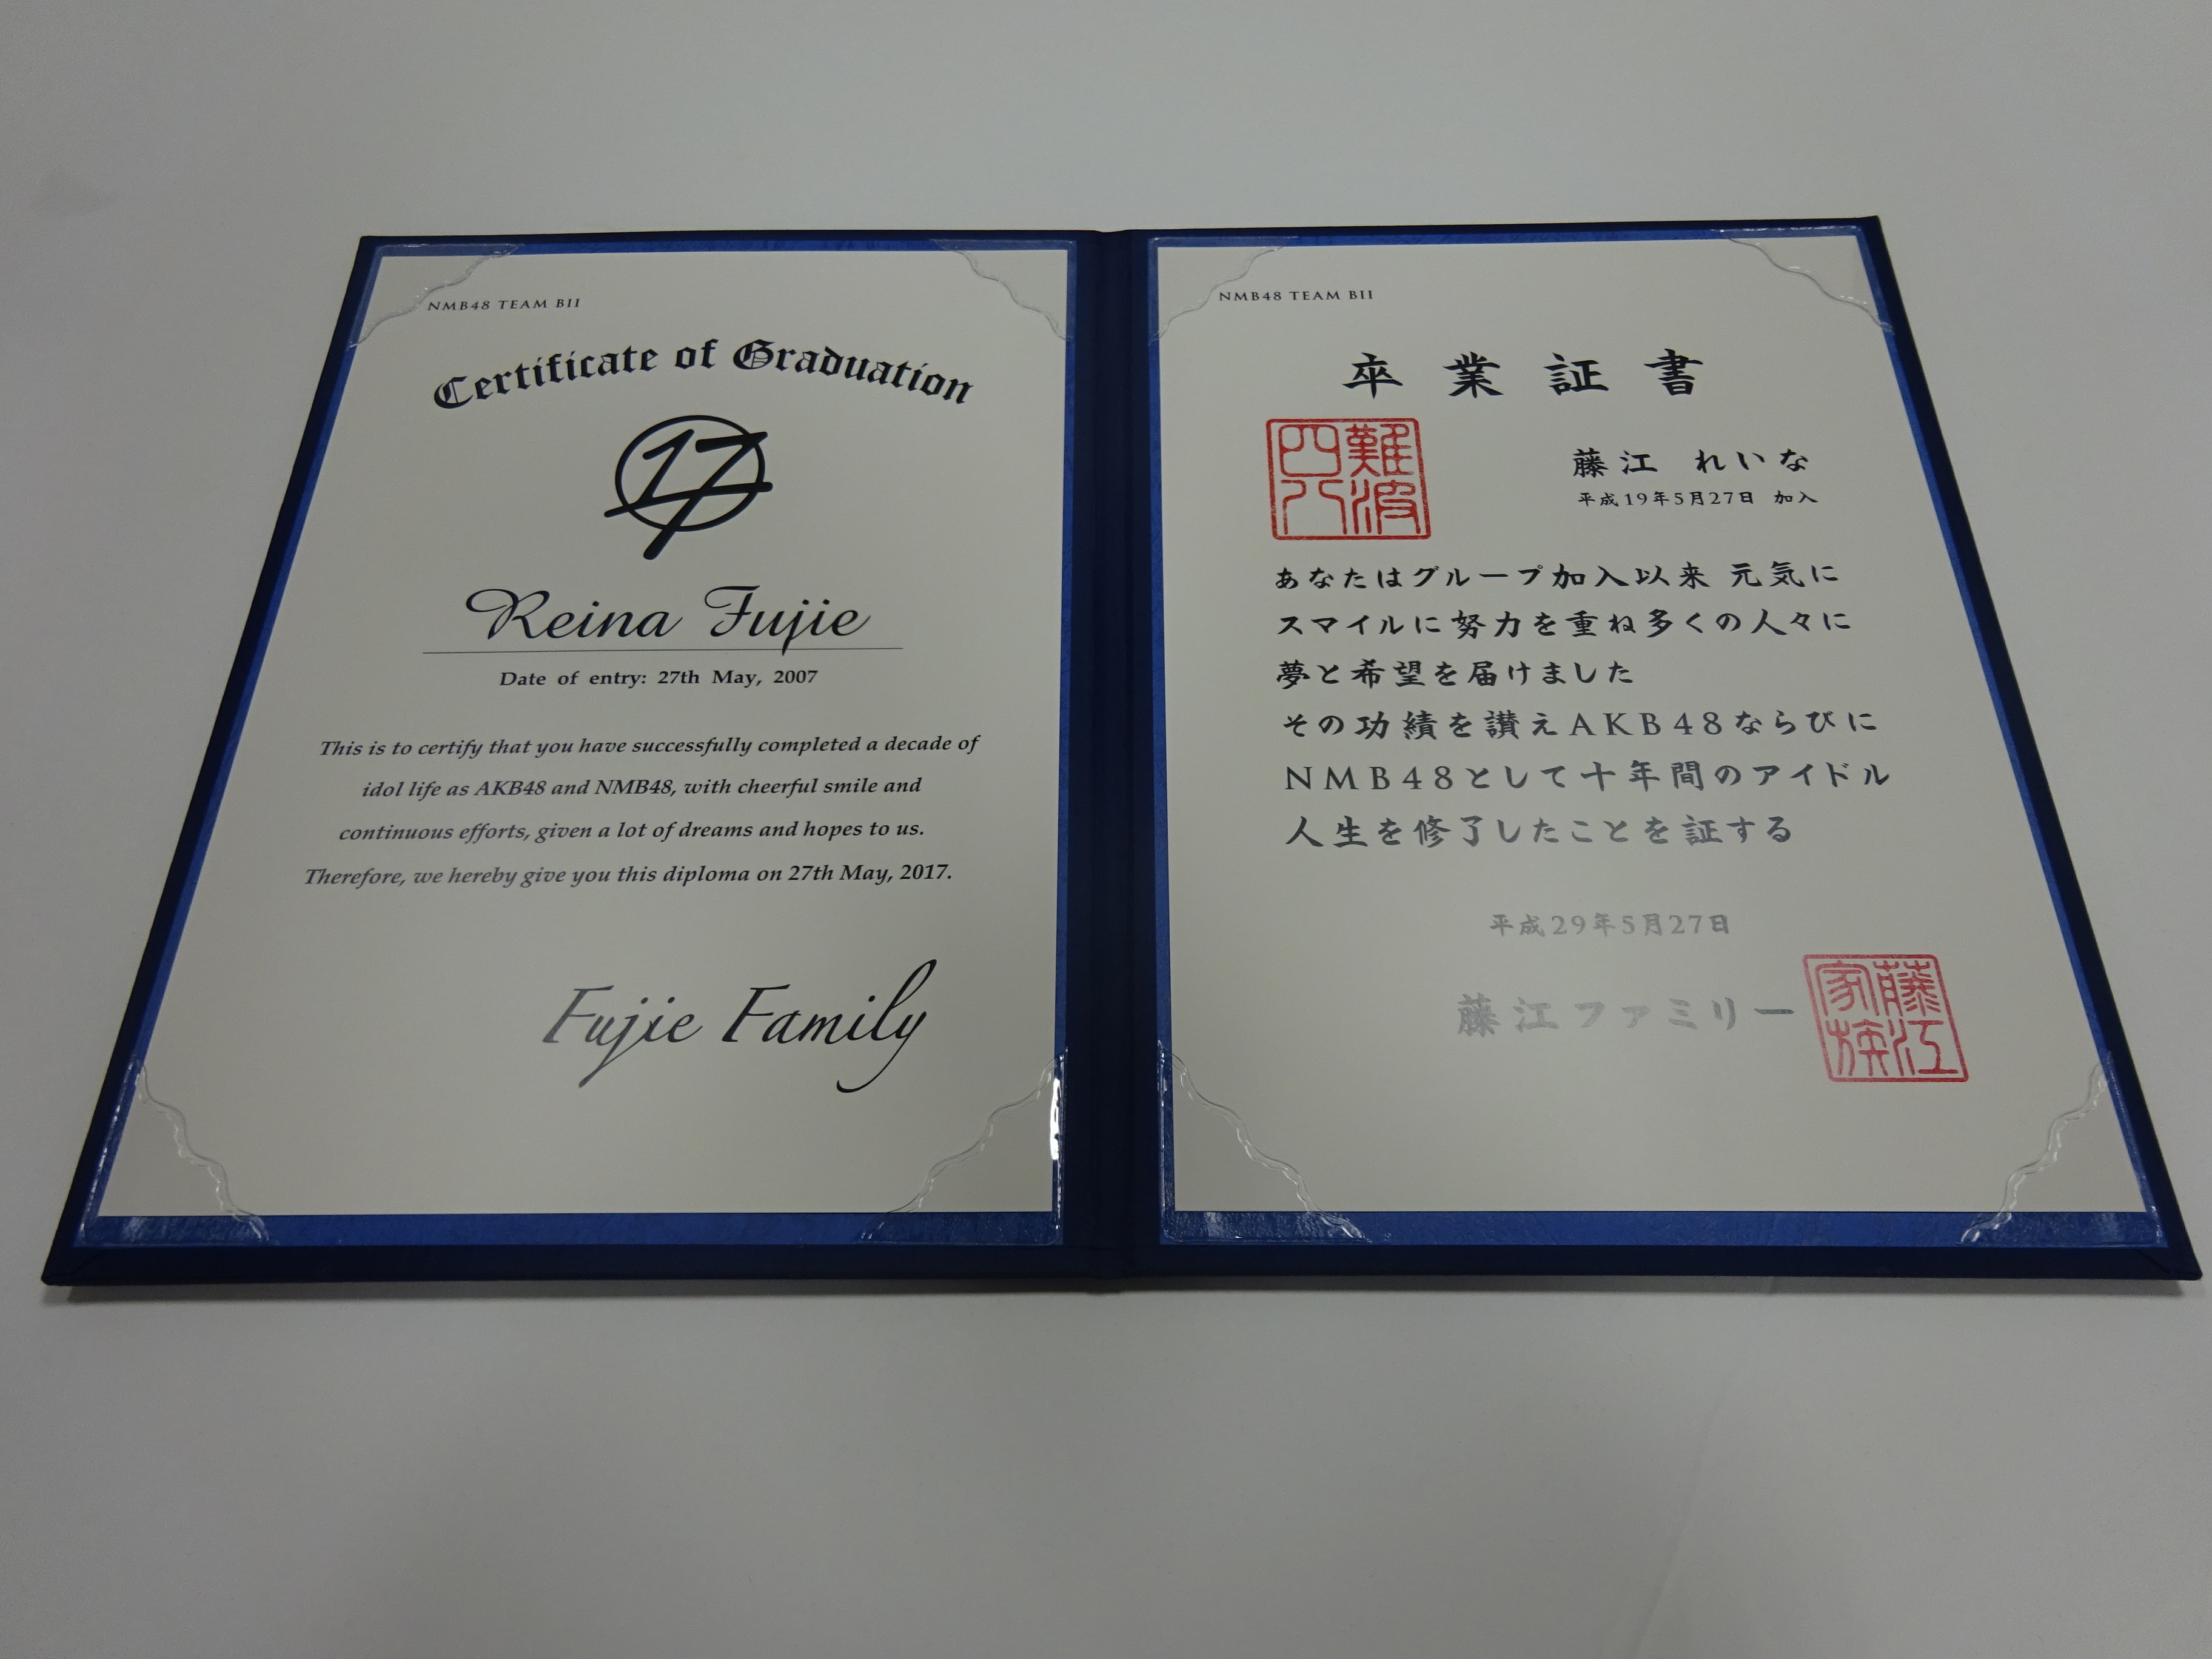 NMB48 TEAM BII
Certificate of Graduation
17
Reina Fujie
Date of entry: 27th May, 2007
This is to certify that you have successfully completed a decade of
idol life as AKB48 and NMB48, with cheerful smile and
continuous efforts, given a lot of dreams and hopes to us.
Therefore, we hereby give you this diploma on 27th May, 2017.
Fujie Family
NMB48 TEAM BII
卒業証書
難波
四八
藤江 れいな
平成19年5月27日 加入
あなたはグループ加入以来 元気に
スマイルに努力を重ね多くの人々に
夢と希望を届けました
その功績を讃えAKB48ならびに
NMB48として十年間のアイドル
人生を修了したことを証する
平成29年5月27日
藤江ファミリー
藤江
家族